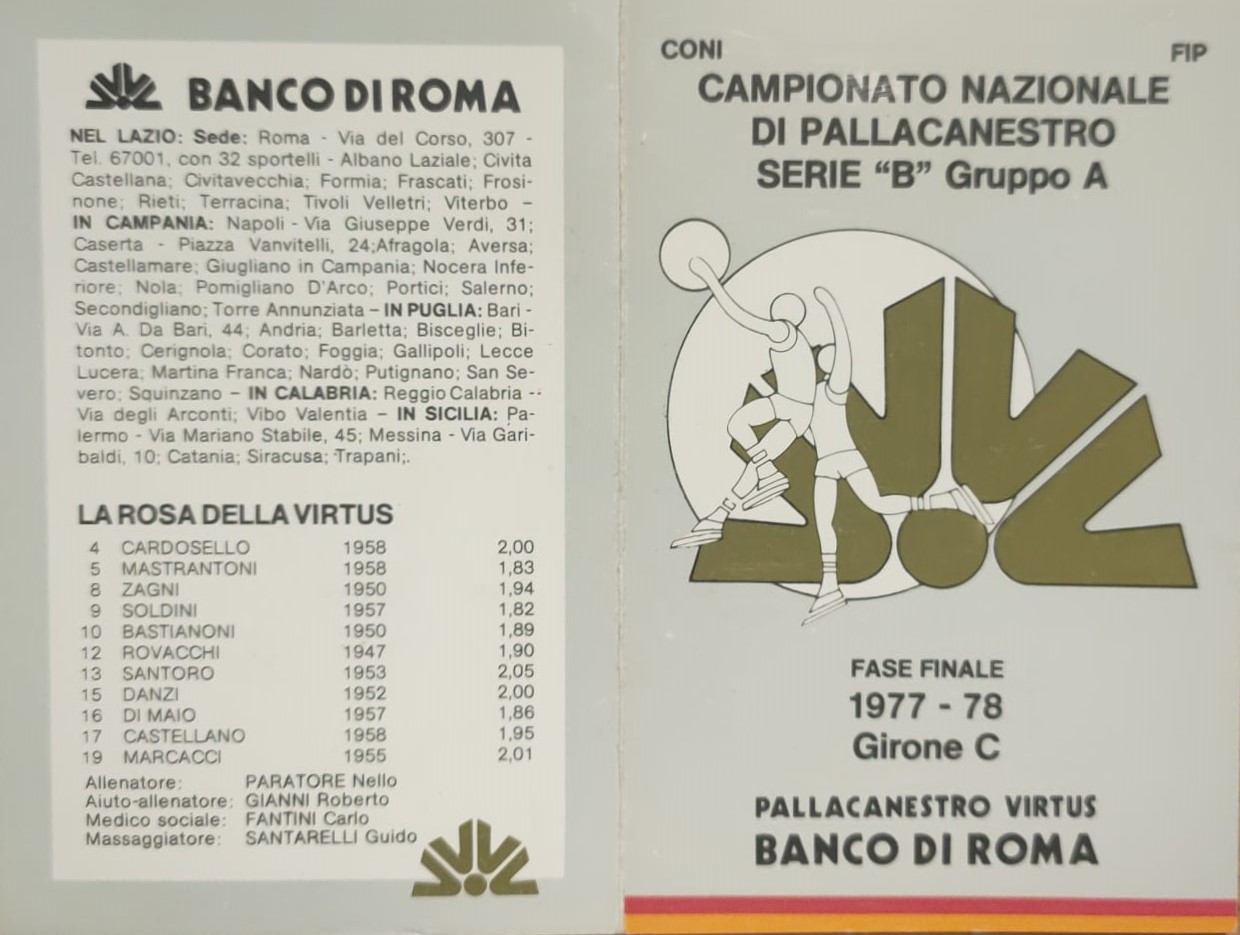 BANCO DI ROMA
NEL LAZIO: Sede: Roma - Via del Corso, 307 -
Tel. 67001, con 32 sportelli - Albano Laziale; Civita
Castellana; Civitavecchia; Formia; Frascati; Frosi-
none; Rieti; Terracina; Tivoli Velletri; Viterbo –
IN CAMPANIA: Napoli - Via Giuseppe Verdi, 31;
Caserta - Piazza Vanvitelli, 24;Afragola; Aversa;
Castellamare; Giugliano in Campania; Nocera Infe-
riore; Nola; Pomigliano D'Arco; Portici; Salerno;
Secondigliano; Torre Annunziata – IN PUGLIA: Bari -
Via A. Da Bari, 44; Andria; Barletta; Bisceglie; Bi-
tonto; Cerignola; Corato; Foggia; Gallipoli; Lecce
Lucera; Martina Franca; Nardò; Putignano; San Se-
vero; Squinzano – IN CALABRIA: Reggio Calabria -
Via degli Arconti; Vibo Valentia – IN SICILIA: Pa-
lermo - Via Mariano Stabile, 45; Messina - Via Gari-
baldi, 10; Catania; Siracusa; Trapani;.
LA ROSA DELLA VIRTUS
4 CARDOSELLO 1958 2,00
5 MASTRANTONI 1958 1,83
8 ZAGNI 1950 1,94
9 SOLDINI 1957 1,82
10 BASTIANONI 1950 1,89
12 ROVACCHI 1947 1,90
13 SANTORO 1953 2,05
15 DANZI 1952 2,00
16 DI MAIO 1957 1,86
17 CASTELLANO 1958 1,95
19 MARCACCI 1955 2,01
Allenatore: PARATORE Nello
Aiuto-allenatore: GIANNI Roberto
Medico sociale: FANTINI Carlo
Massaggiatore: SANTARELLI Guido
CONI FIP
CAMPIONATO NAZIONALE
DI PALLACANESTRO
SERIE “B” Gruppo A
FASE FINALE
1977 - 78
Girone C
PALLACANESTRO VIRTUS
BANCO DI ROMA